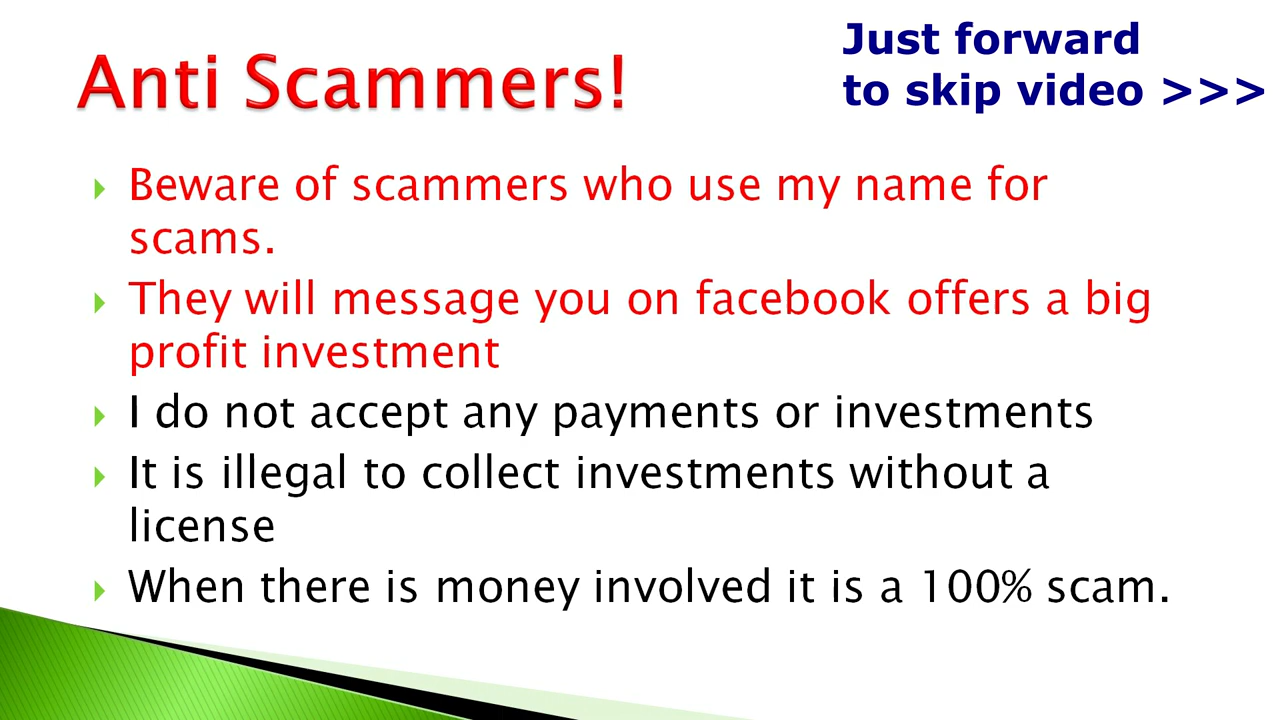 Anti Scammers!
Just forward
to skip video >>>
Beware of scammers who use my name for
scams.
They will message you on facebook offers a big
profit investment
I do not accept any payments or investments
It is illegal to collect investments without a
license
When there is money involved it is a 100% scam.